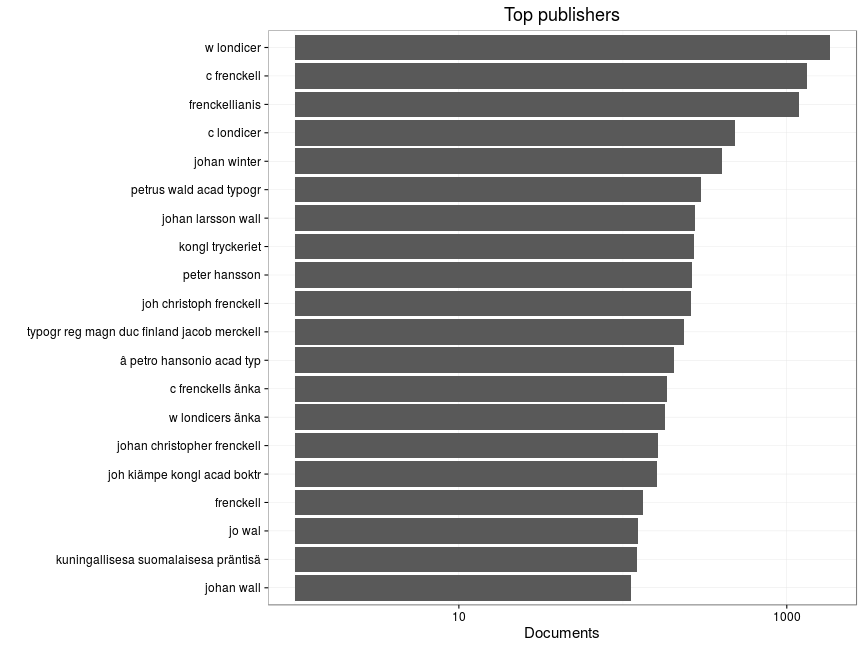 Top publishers
w londicer
c frenckell
frenckellianis
c londicer
johan winter
petrus wald acad typogr
johan larsson wall
kongl tryckeriet
peter hansson
joh christoph frenckell
typogr reg magn duc finland jacob merckell
â petro hansonio acad typ
c frenckells änka
w londicers änka
johan christopher frenckell
joh kiämpe kongl acad boktr
frenckell
jo wal
kuningallisesa suomalaisesa präntisä
johan wall
10 1000
Documents